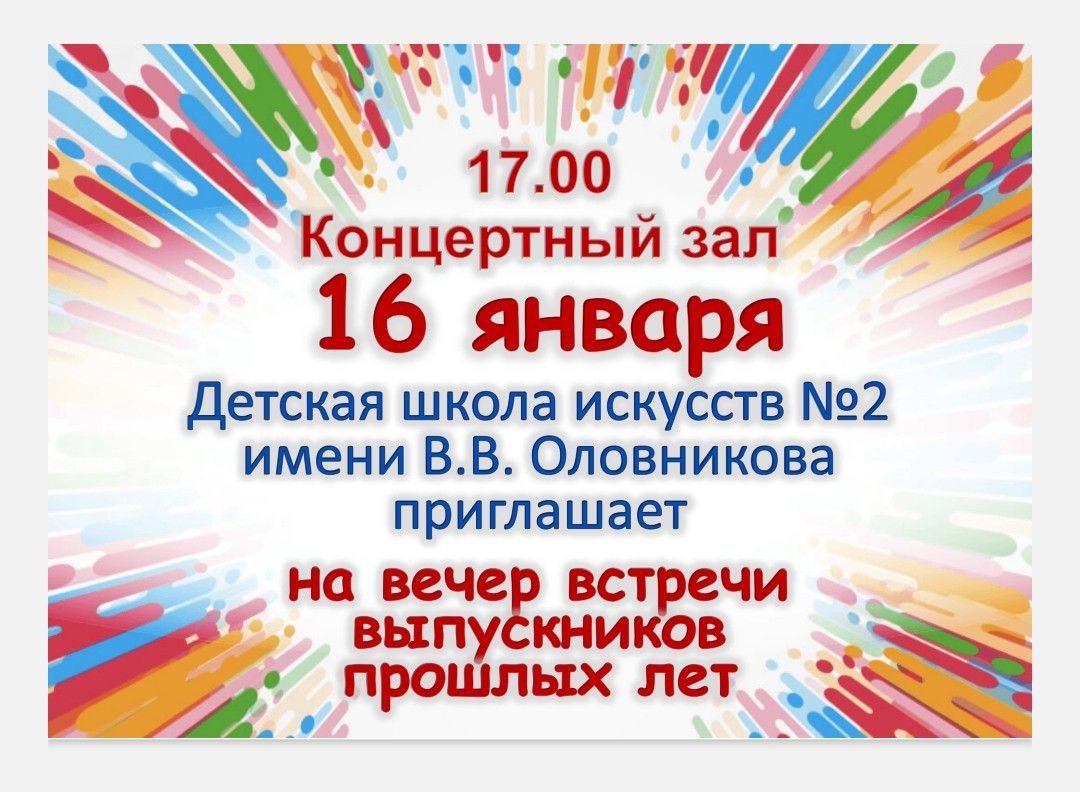 17.00
Концертный зал
16 января
Детская школа искусств №2
имени В.В. Оловникова
приглашает
на вечер встречи
выпускников
прошлых лет